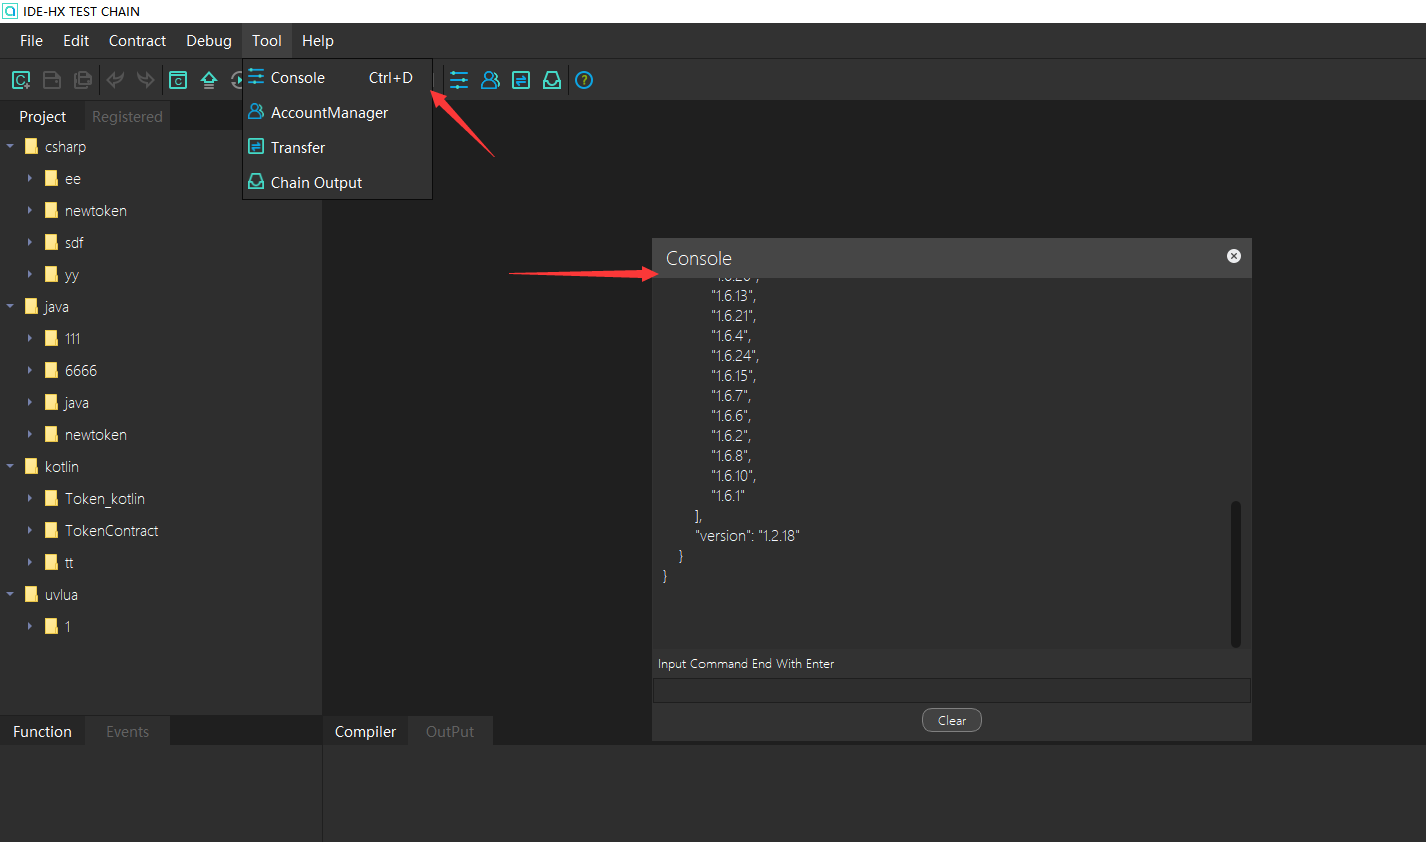 IDE-HX TEST CHAIN
File Edit Contract Debug Tool Help
Console Ctrl+D
AccountManager
Transfer
Chain Output
Project Registered
csharp
ee
newtoken
sdf
yy
java
111
6666
java
newtoken
kotlin
Token_kotlin
TokenContract
tt
uvlua
1
Console
"1.6.13",
"1.6.21",
"1.6.4",
"1.6.24",
"1.6.15",
"1.6.7",
"1.6.6",
"1.6.2",
"1.6.8",
"1.6.10",
"1.6.1"
],
"version": "1.2.18"
}
}
Input Command End With Enter
Clear
Function Events
Compiler OutPut